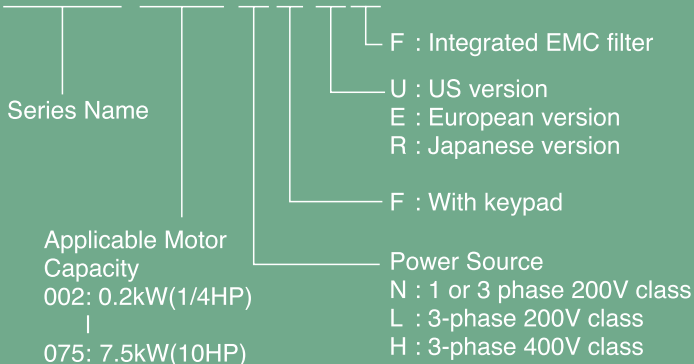 F : Integrated EMC filter
U : US version
E : European version
R : Japanese version
F : With keypad
Power Source
N : 1 or 3 phase 200V class
L : 3-phase 200V class
H : 3-phase 400V class
Series Name
Applicable Motor
Capacity
002: 0.2kW(1/4HP)
|
075: 7.5kW(10HP)